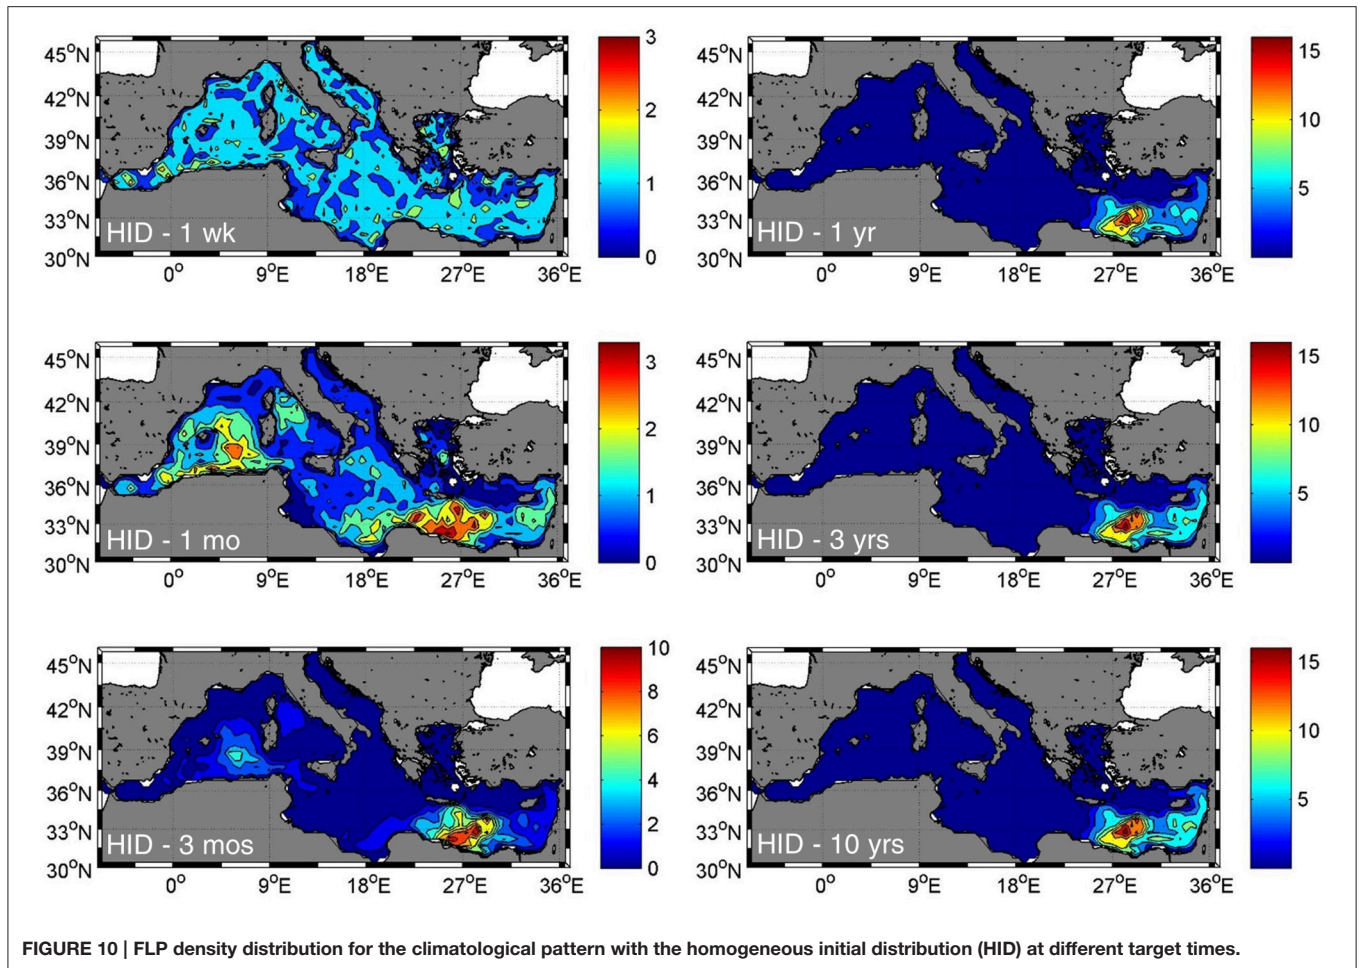 45°N
42°N
39°N
36°N
33°N
30°N
0°
9°E
18°E
27°E
36°E
3
2
1
0
HID - 1 wk
45°N
42°N
39°N
36°N
33°N
30°N
0°
9°E
18°E
27°E
36°E
15
10
5
HID - 1 yr
45°N
42°N
39°N
36°N
33°N
30°N
0°
9°E
18°E
27°E
36°E
3
2
1
0
HID - 1 mo
45°N
42°N
39°N
36°N
33°N
30°N
0°
9°E
18°E
27°E
36°E
15
10
5
HID - 3 yrs
45°N
42°N
39°N
36°N
33°N
30°N
0°
9°E
18°E
27°E
36°E
10
8
6
4
2
0
HID - 3 mos
45°N
42°N
39°N
36°N
33°N
30°N
0°
9°E
18°E
27°E
36°E
15
10
5
HID - 10 yrs
FIGURE 10 | FLP density distribution for the climatological pattern with the homogeneous initial distribution (HID) at different target times.